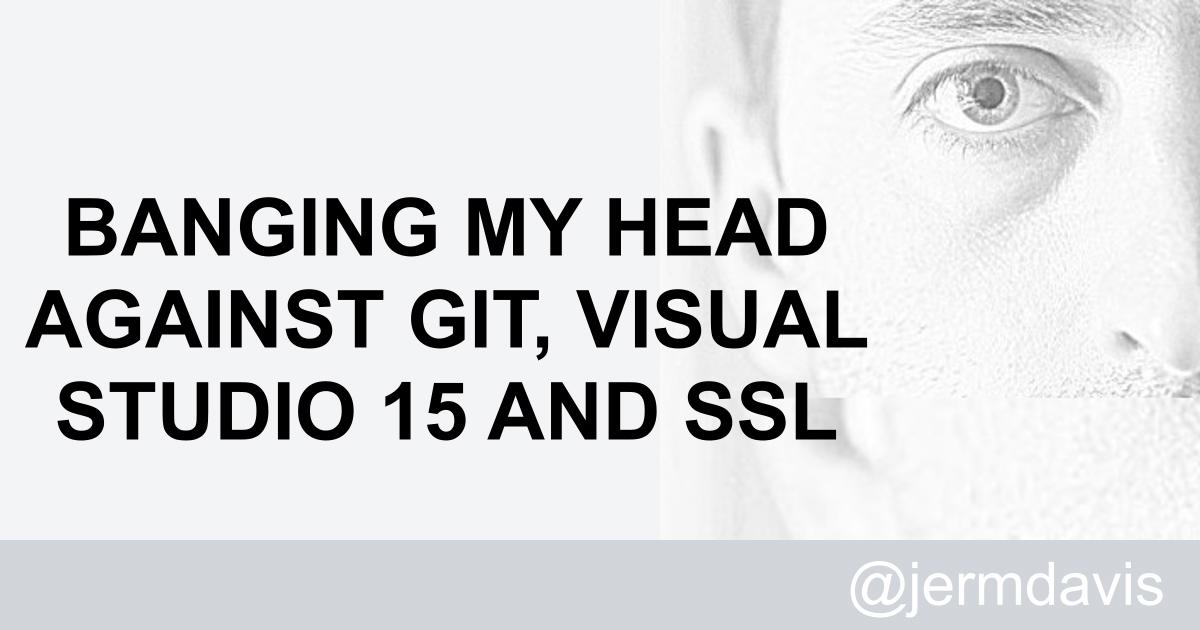 BANGING MY HEAD
AGAINST GIT, VISUAL
STUDIO 15 AND SSL
@jermdavis